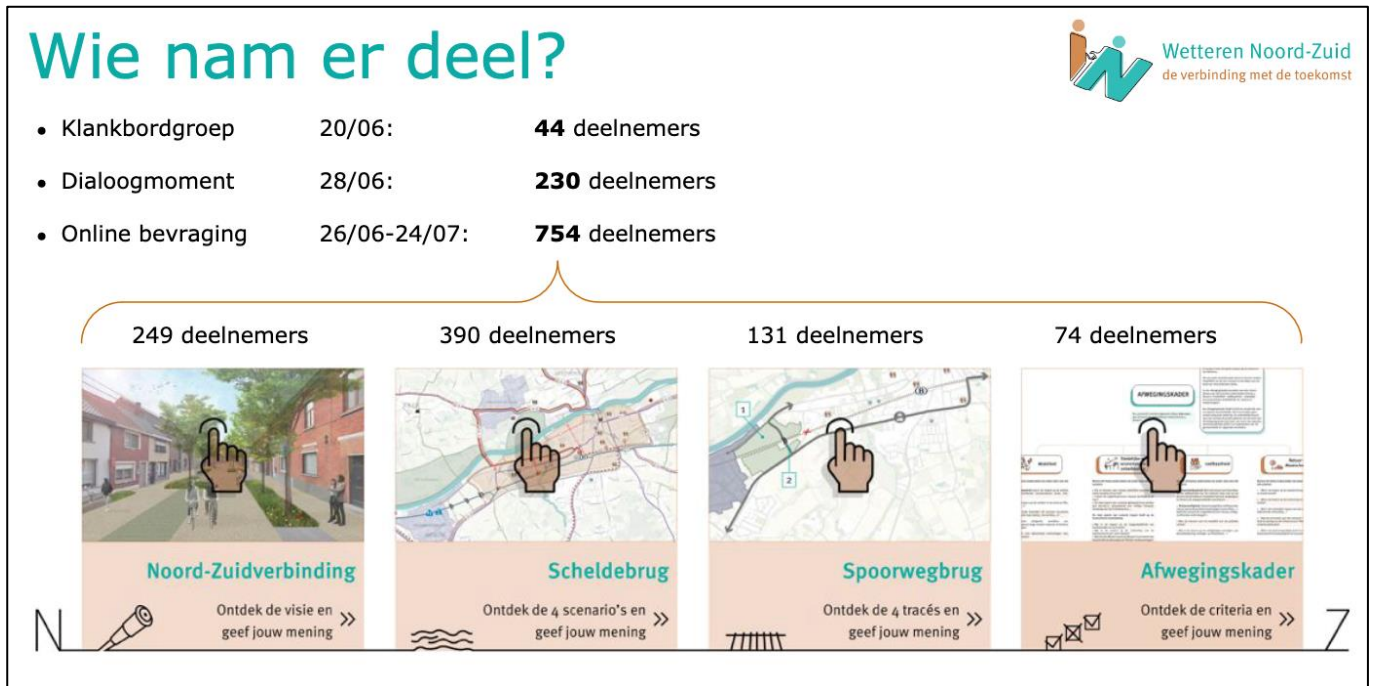 Wie nam er deel?
Wetteren Noord-Zuid
de verbinding met de toekomst
• Klankbordgroep 20/06: 44 deelnemers
• Dialoogmoment 28/06: 230 deelnemers
• Online bevraging 26/06-24/07: 754 deelnemers
249 deelnemers 390 deelnemers 131 deelnemers 74 deelnemers
1
2
AFWEGINGSKADER
Noord-Zuidverbinding
Ontdek de visie en
geef jouw mening
Scheldebrug
Ontdek de 4 scenario's en
geef jouw mening
Spoorwegbrug
Ontdek de 4 tracés en
geef jouw mening
Afwegingskader
Ontdek de criteria en
geef jouw mening
N
Z